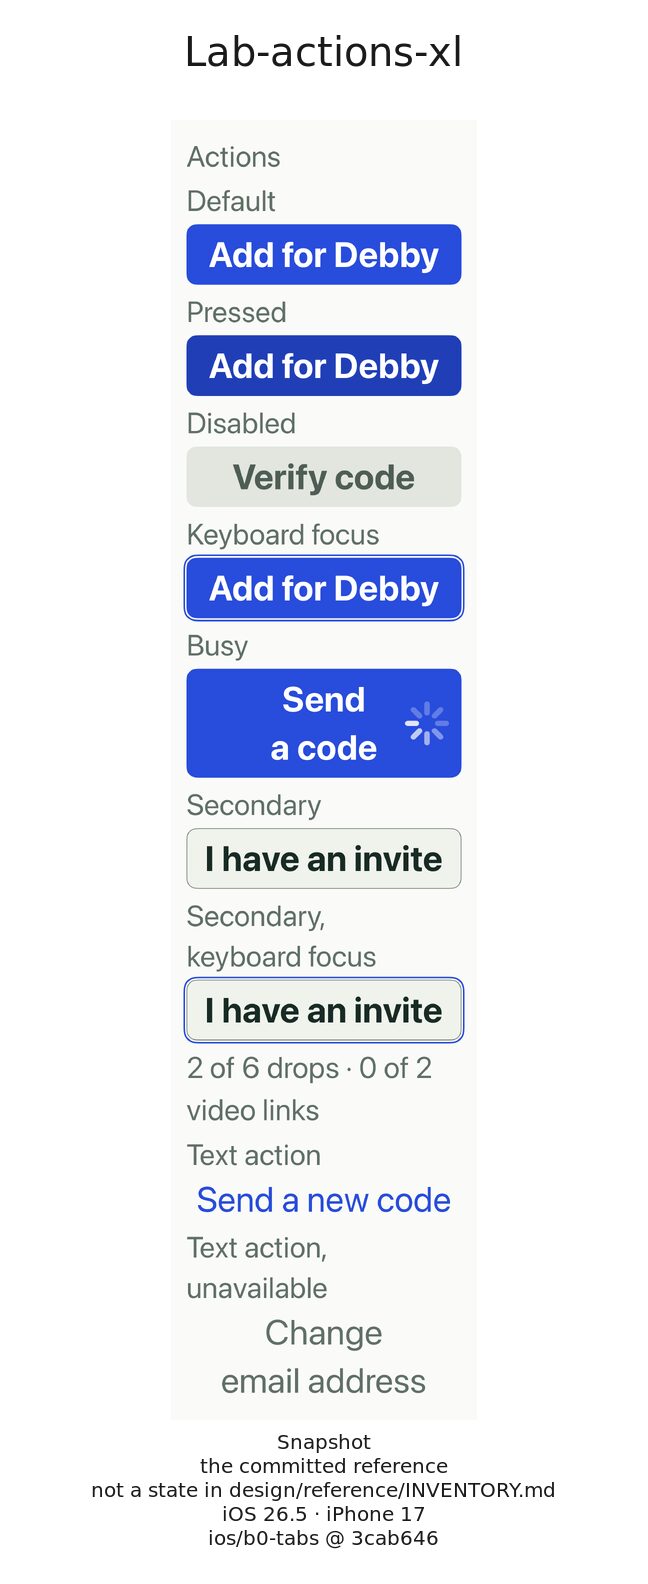 Lab-actions-xl
Actions
Default
Add for Debby
Pressed
Add for Debby
Disabled
Verify code
Keyboard focus
Add for Debby
Busy
Send
a code
Secondary
I have an invite
Secondary,
keyboard focus
I have an invite
2 of 6 drops · 0 of 2
video links
Text action
Send a new code
Text action,
unavailable
Change
email address
Snapshot
the committed reference
not a state in design/reference/INVENTORY.md
iOS 26.5 · iPhone 17
ios/b0-tabs @ 3cab646